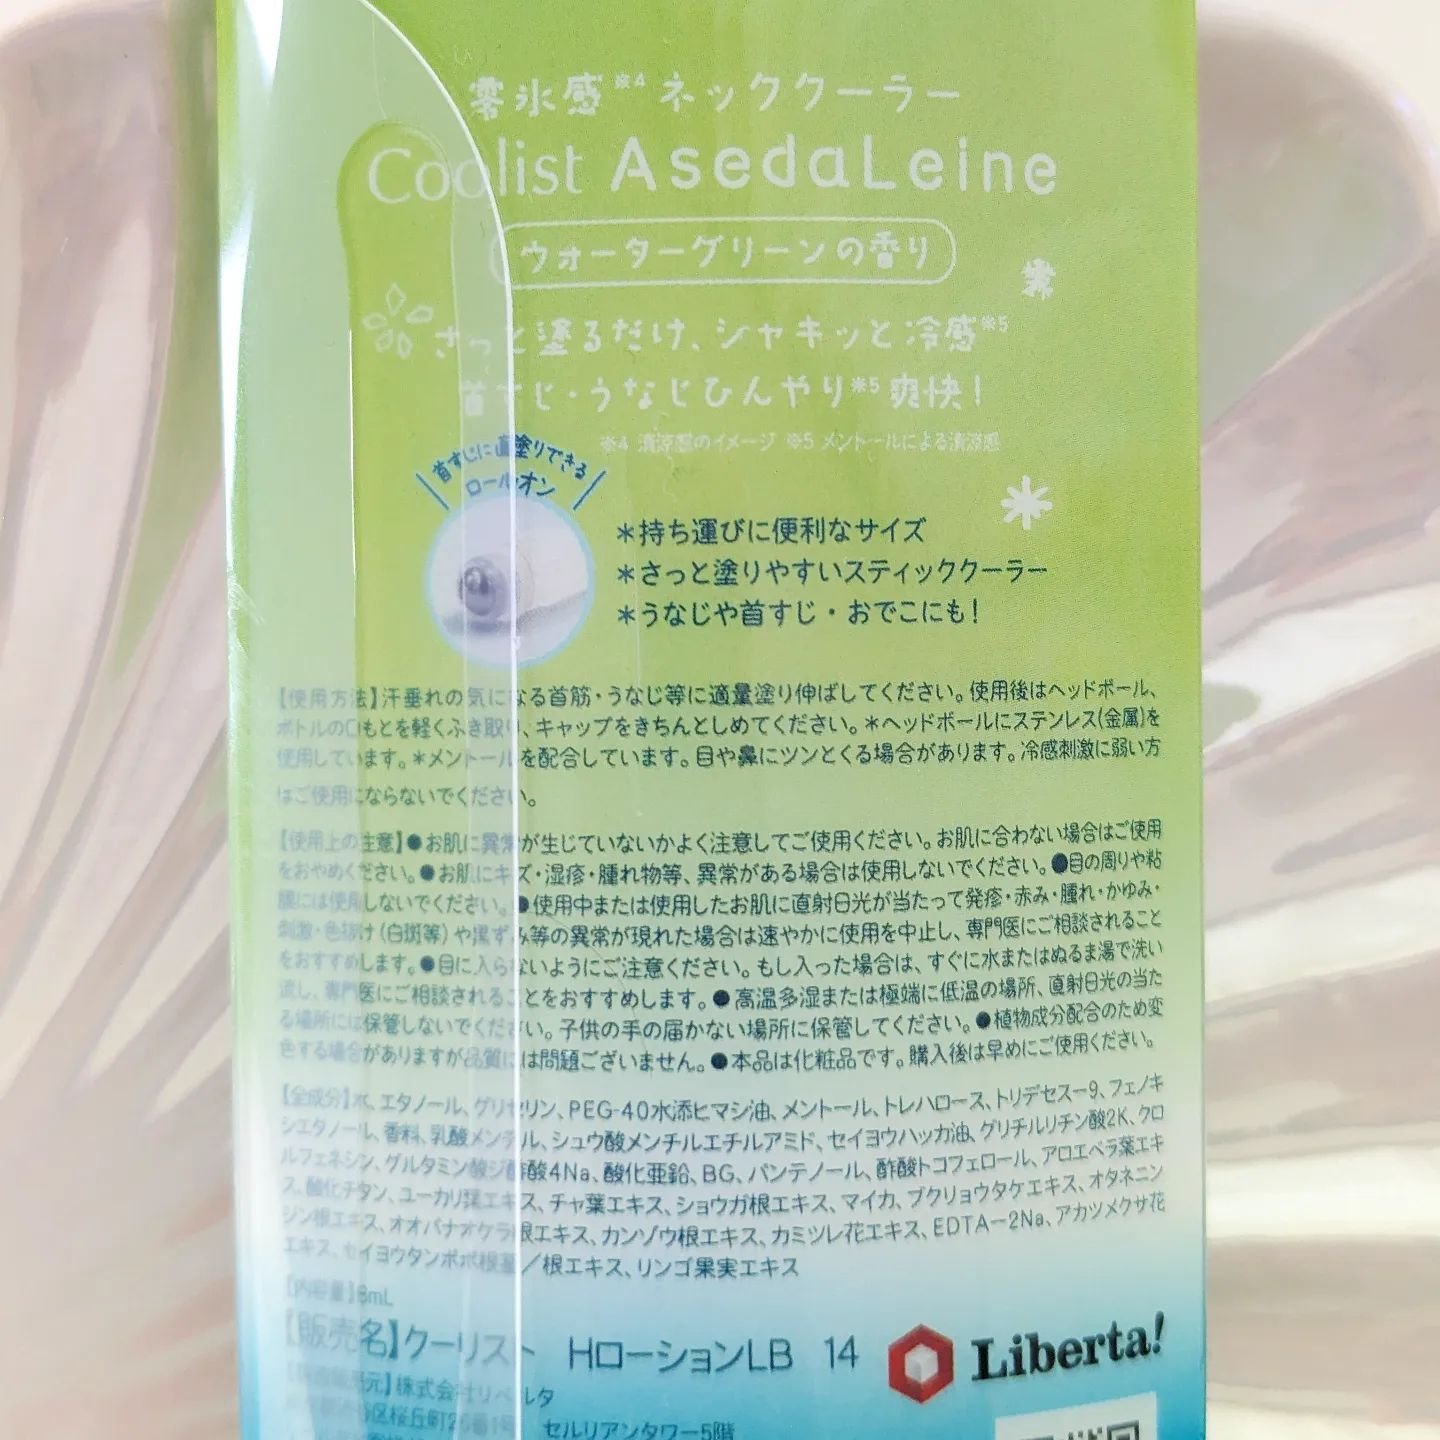 零氷感※4 ネッククーラー
Coolist AsedaLeine
ウォーターグリーンの香り
さっと塗るだけ、シャキッと冷感※5
首すじ・うなじひんやり※5爽快!
※4 清涼感のイメージ ※5 メントールによる清涼感
首すじに直塗りできる
ロールオン
＊持ち運びに便利なサイズ
＊さっと塗りやすいスティッククーラー
＊うなじや首すじ・おでこにも!
【使用方法】汗垂れの気になる首筋・うなじ等に適量塗り伸ばしてください。使用後はヘッドボール、
ボトルの口もとを軽くふき取り、キャップをきちんとしめてください。＊ヘッドボールにステンレス(金属)を
使用しています。＊メントールを配合しています。目や鼻にツンとくる場合があります。冷感刺激に弱い方
はご使用にならないでください。
【使用上の注意】●お肌に異常が生じていないかよく注意してご使用ください。お肌に合わない場合はご使用
をおやめください。●お肌にキズ・湿疹・腫れ物等、異常がある場合は使用しないでください。●目の周りや粘
膜には使用しないでください。●使用中または使用したお肌に直射日光が当たって発疹・赤み・腫れ・かゆみ・
刺激・色抜け(白斑等)や黒ずみ等の異常が現れた場合は速やかに使用を中止し、専門医にご相談されること
をおすすめします。●目に入らないようにご注意ください。もし入った場合は、すぐに水またはぬるま湯で洗い
流し、専門医にご相談されることをおすすめします。●高温多湿または極端に低温の場所、直射日光の当た
る場所には保管しないでください。子供の手の届かない場所に保管してください。●植物成分配合のため変
色する場合がありますが品質には問題ございません。●本品は化粧品です。購入後は早めにご使用ください。
【全成分】水、エタノール、グリセリン、PEG-40水添ヒマシ油、メントール、トレハロース、トリデセス-9、フェノキ
シエタノール、香料、乳酸メンチル、シュウ酸メンチルエチルアミド、セイヨウハッカ油、グリチルリチン酸2K、クロ
ルフェネシン、グルタミン酸ジ酢酸4Na、酸化亜鉛、BG、パンテノール、酢酸トコフェロール、アロエベラ葉エキ
ス、酸化チタン、ユーカリ葉エキス、チャ葉エキス、ショウガ根エキス、マイカ、ブクリョウタケエキス、オタネニン
ジン根エキス、オオバナオケラ根エキス、カンゾウ根エキス、カミツレ花エキス、EDTA-2Na、アカツメクサ花
エキス、セイヨウタンポポ根茎/根エキス、リンゴ果実エキス
【内容量】8mL
【販売名】クーリスト HローションLB 14
Liberta!
元】株式会社リベルタ
区桜丘町26番1号 セルリアンタワー5階